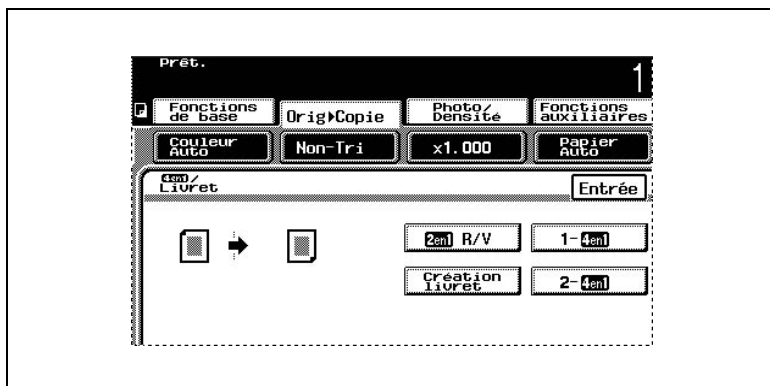 Prêt.
1
Fonctions
de base
Orig▸Copie
Photo/
Densité
Fonctions
auxiliaires
Couleur
Auto
Non-Tri
x1.000
Papier
Auto
4en1/
Livret
Entrée
2en1 R/V
1-4en1
Création
livret
2-4en1